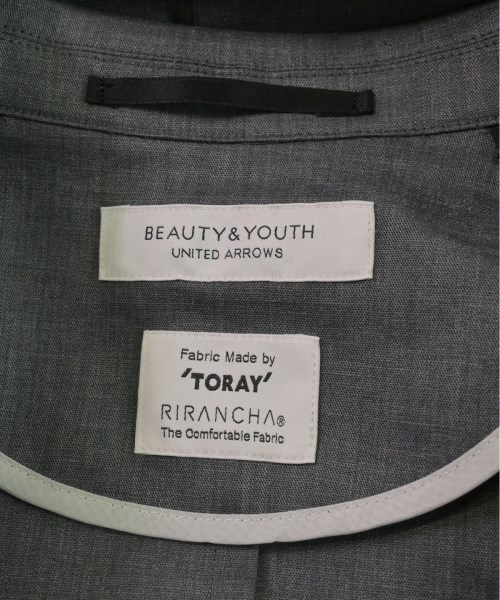 BEAUTY&YOUTH
UNITED ARROWS
Fabric Made by
'TORAY'
RIRANCHA®
The Comfortable Fabric